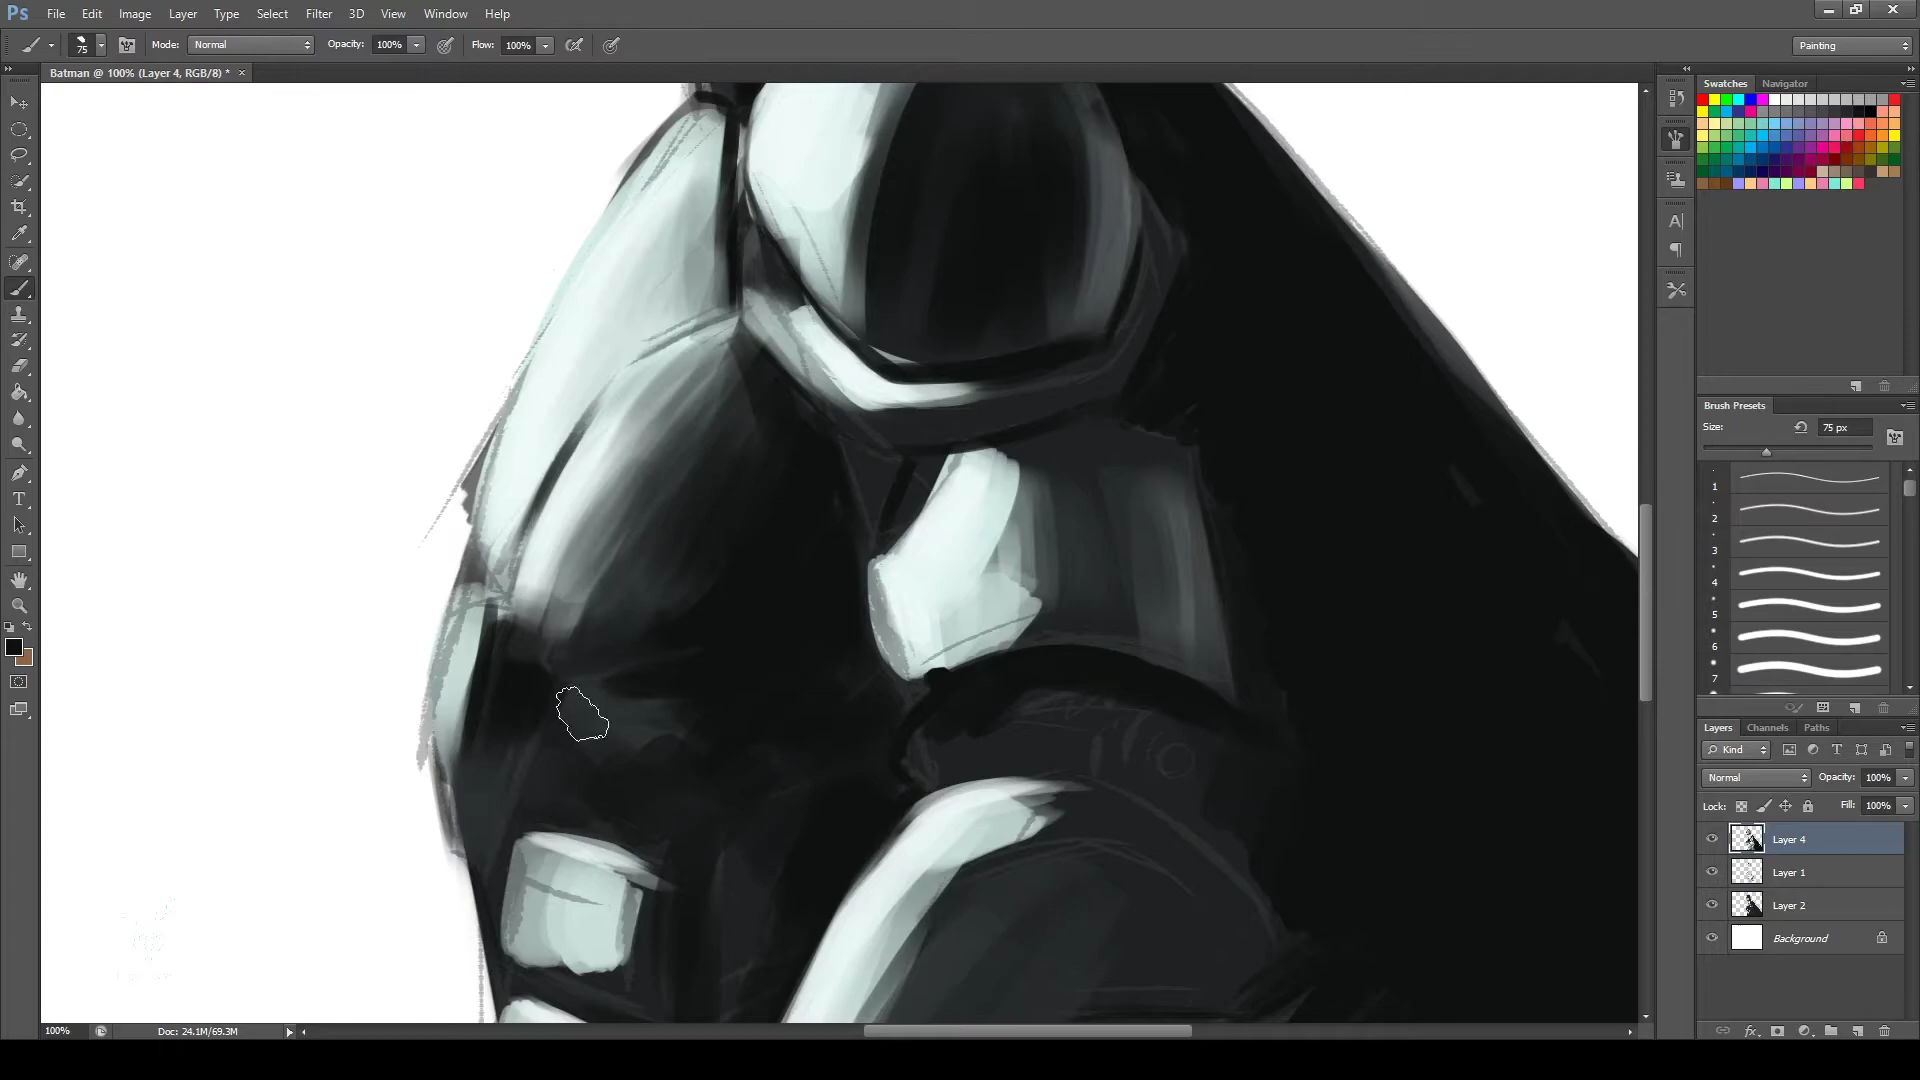 Ps File Edit Image Layer Type Select Filter 3D View Window Help
75 Mode: Normal Opacity: 100% Flow: 100% Painting
Batman @ 100% (Layer 4, RGB/8) * ×
Swatches Navigator
Brush Presets
Size: 75 px
1
2
3
4
5
6
7
Layers Channels Paths
Kind
Normal Opacity: 100%
Lock: Fill: 100%
Layer 4
Layer 1
Layer 2
Background
100% Doc: 24.1M/69.3M